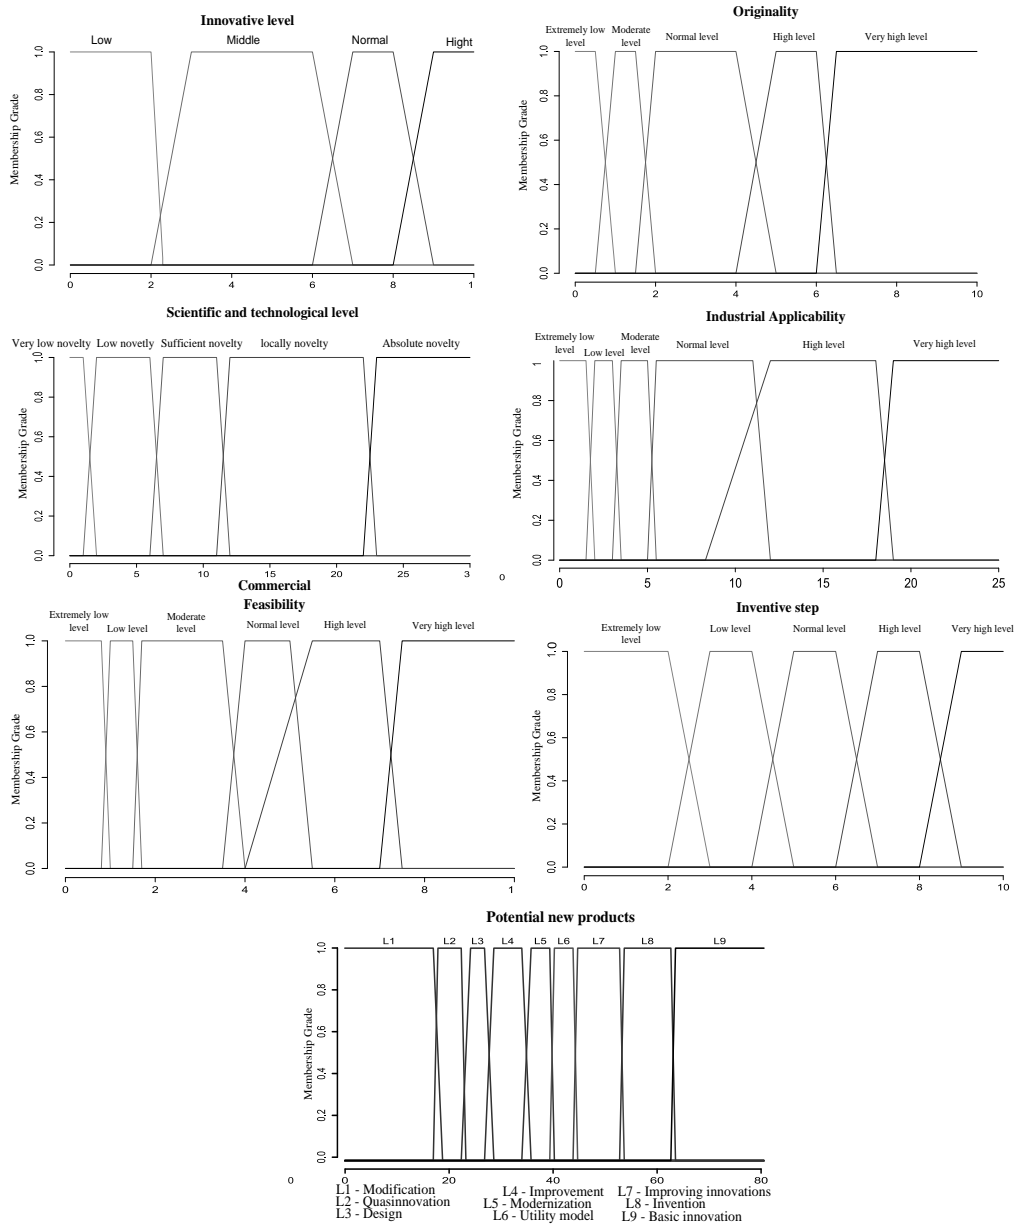 Innovative level
Low
Middle
Normal
Hight
Membership Grade
0.0 0.2 0.4 0.6 0.8 1.0
0 2 4 6 8 1
Originality
Extremely low
level
Moderate
level
Normal level
High level
Very high level
Membership Grade
0.0 0.2 0.4 0.6 0.8 1.0
0 2 4 6 8 10
Scientific and technological level
Very low novelty
Low novetly
Sufficient novelty
locally novelty
Absolute novelty
Membership Grade
0.0 0.2 0.4 0.6 0.8 1.0
0 5 10 15 20 25 3
0
Industrial Applicability
Extremely low
level
Low level
Moderate
level
Normal level
High level
Very high level
Membership Grade
0.0 0.2 0.4 0.6 0.8 1
0 5 10 15 20 25
Commercial
Feasibility
Extremely low
level
Low level
Moderate
level
Normal level
High level
Very high level
Membership Grade
0.0 0.2 0.4 0.6 0.8 1.0
0 2 4 6 8 1
Inventive step
Extremely low
level
Low level
Normal level
High level
Very high level
Membership Grade
0.0 0.2 0.4 0.6 0.8 1.0
0 2 4 6 8 10
Potential new products
L1 L2 L3 L4 L5 L6 L7 L8 L9
Membership Grade
0.0 0.2 0.4 0.6 0.8 1.0
0
0 20 40 60 80
L1 - Modification
L2 - Quasinnovation
L3 - Design
L4 - Improvement
L5 - Modernization
L6 - Utility model
L7 - Improving innovations
L8 - Invention
L9 - Basic innovation